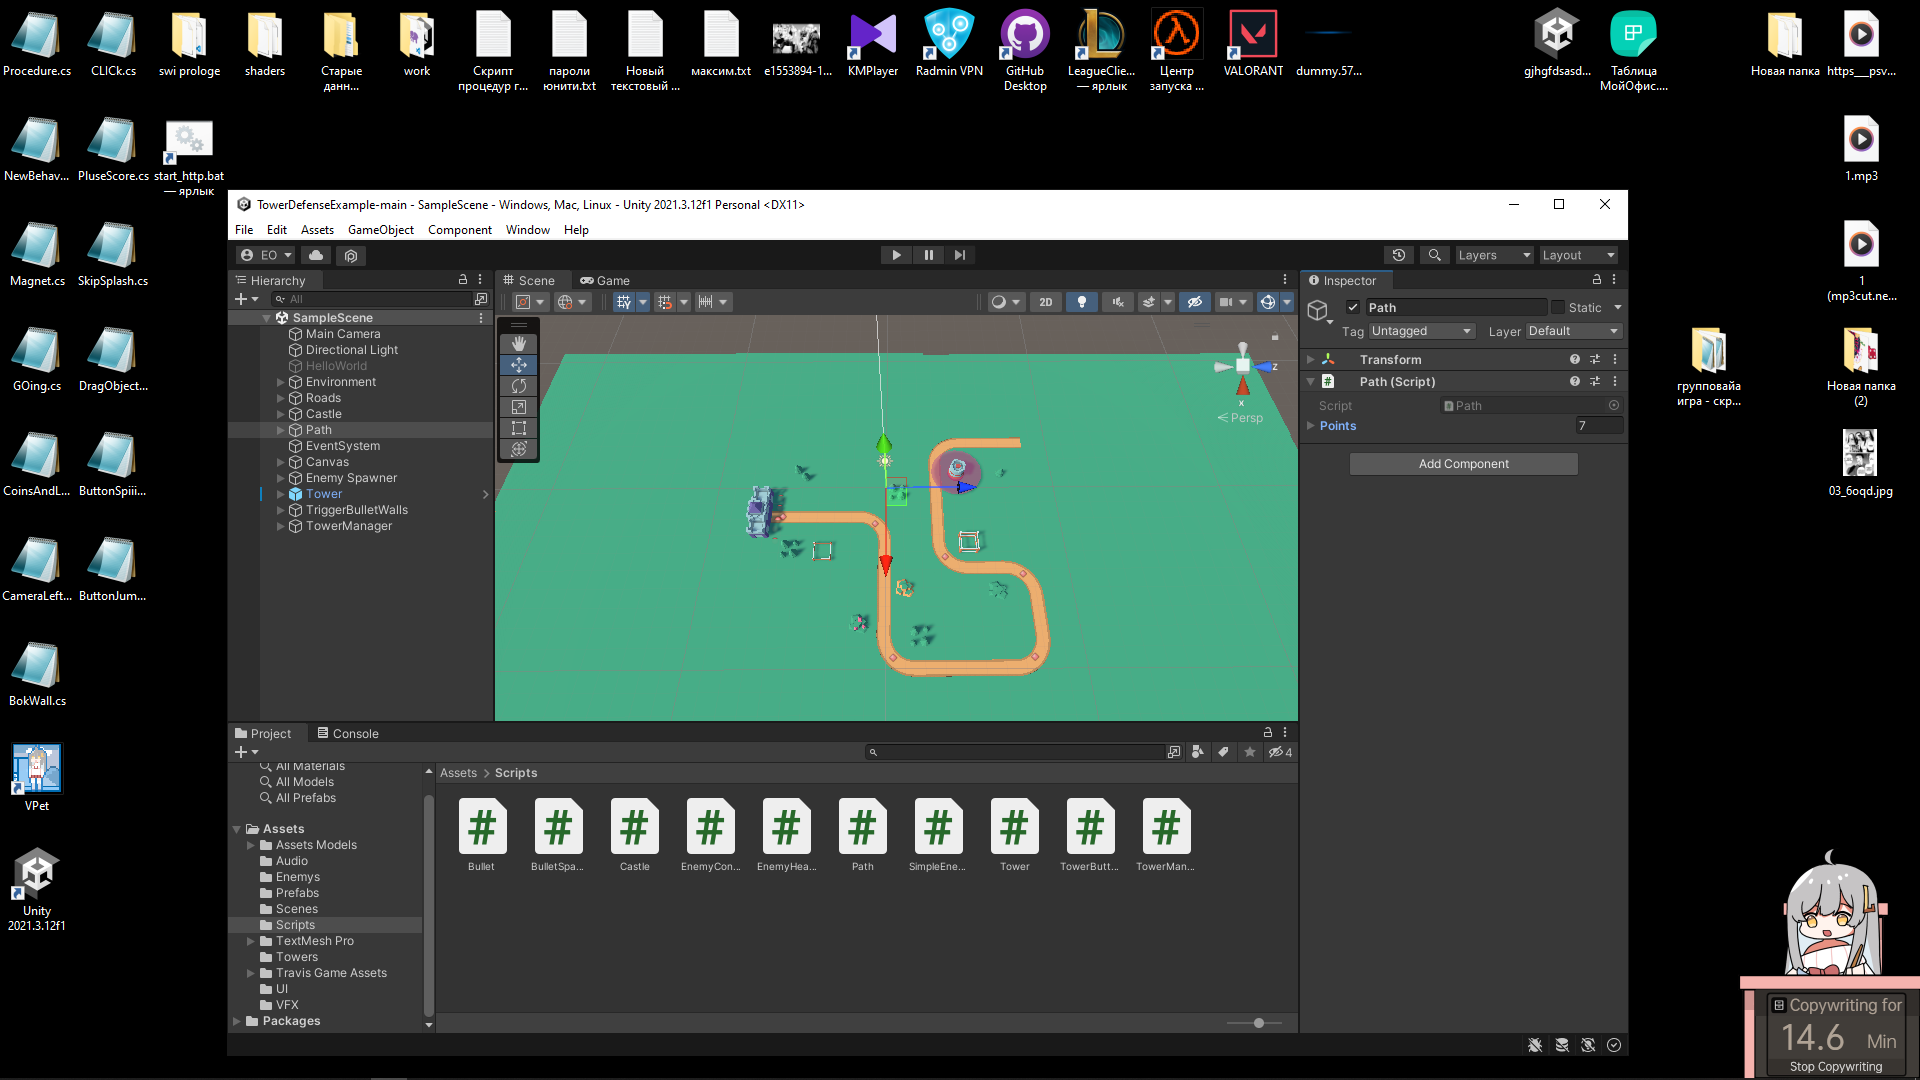 Procedure.cs
CLICk.cs
swi prologe
shaders
Старые
данн...
work
Скрипт
процедур г...
пароли
юнити.txt
Новый
текстовый ...
максим.txt
e1553894-1...
KMPlayer
Radmin VPN
GitHub
Desktop
LeagueClie...
— ярлык
Центр
запуска ...
VALORANT
dummy.57...
gjhgfdsasd...
Таблица
МойОфис....
Новая папка
https___psv...
NewBehav...
PluseScore.cs
start_http.bat
— ярлык
1.mp3
Magnet.cs
SkipSplash.cs
1
(mp3cut.ne...
GOing.cs
DragObject...
групповайа
игра - скр...
Новая папка
(2)
CoinsAndL...
ButtonSpiii...
03_6oqd.jpg
CameraLeft...
ButtonJum...
BokWall.cs
VPet
Unity
2021.3.12f1
TowerDefenseExample-main - SampleScene - Windows, Mac, Linux - Unity 2021.3.12f1 Personal <DX11>
File Edit Assets GameObject Component Window Help
EO
Layers
Layout
Hierarchy
All
SampleScene
Main Camera
Directional Light
HelloWorld
Environment
Roads
Castle
Path
EventSystem
Canvas
Enemy Spawner
Tower
TriggerBulletWalls
TowerManager
Scene
Game
2D
z
x
Persp
Inspector
Path
Static
Tag Untagged
Layer Default
Transform
Path (Script)
Script
Path
Points
7
Add Component
Project
Console
4
All Materials
All Models
All Prefabs
Assets
Assets Models
Audio
Enemys
Prefabs
Scenes
Scripts
TextMesh Pro
Towers
Travis Game Assets
UI
VFX
Packages
Assets > Scripts
Bullet
BulletSpa...
Castle
EnemyCon...
EnemyHea...
Path
SimpleEne...
Tower
TowerButt...
TowerMan...
Copywriting for
14.6 Min
Stop Copywriting